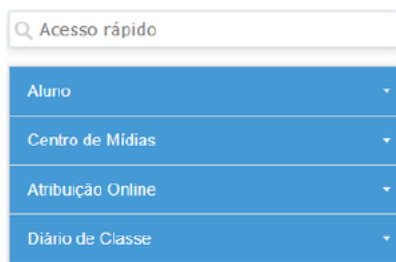 Acesso rápido
Aluno
Centro de Mídias
Atribuição Online
Diário de Classe